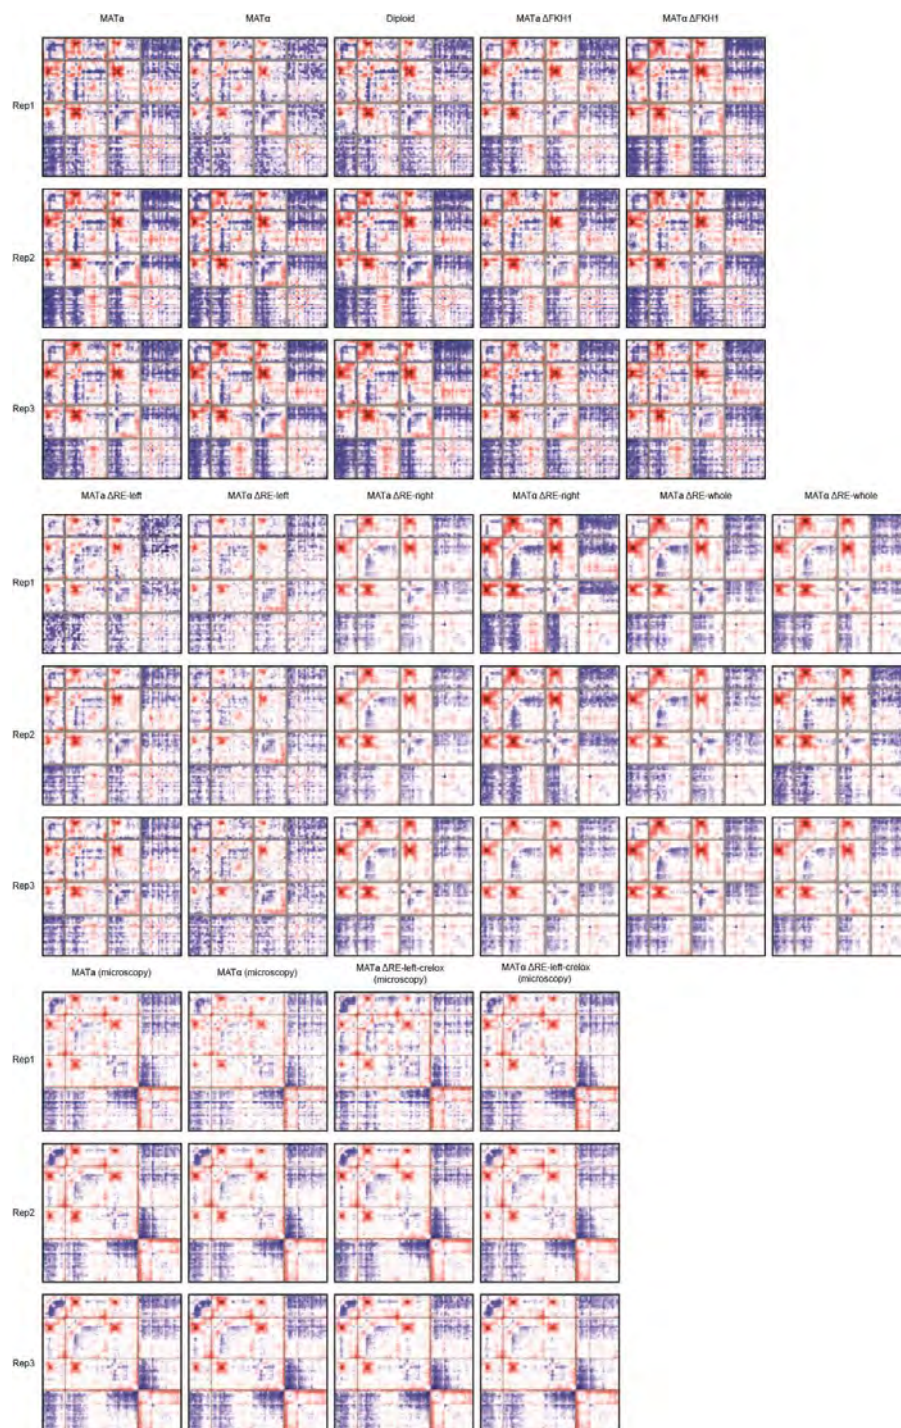 MATa MATα Diploid MATa ΔFKH1 MATα ΔFKH1
Rep1
Rep2
Rep3
MATa ΔRE-left MATα ΔRE-left MATa ΔRE-right MATα ΔRE-right MATa ΔRE-whole MATα ΔRE-whole
Rep1
Rep2
Rep3
MATa (microscopy) MATα (microscopy) MATa ΔRE-left-crelox (microscopy) MATα ΔRE-left-crelox (microscopy)
Rep1
Rep2
Rep3